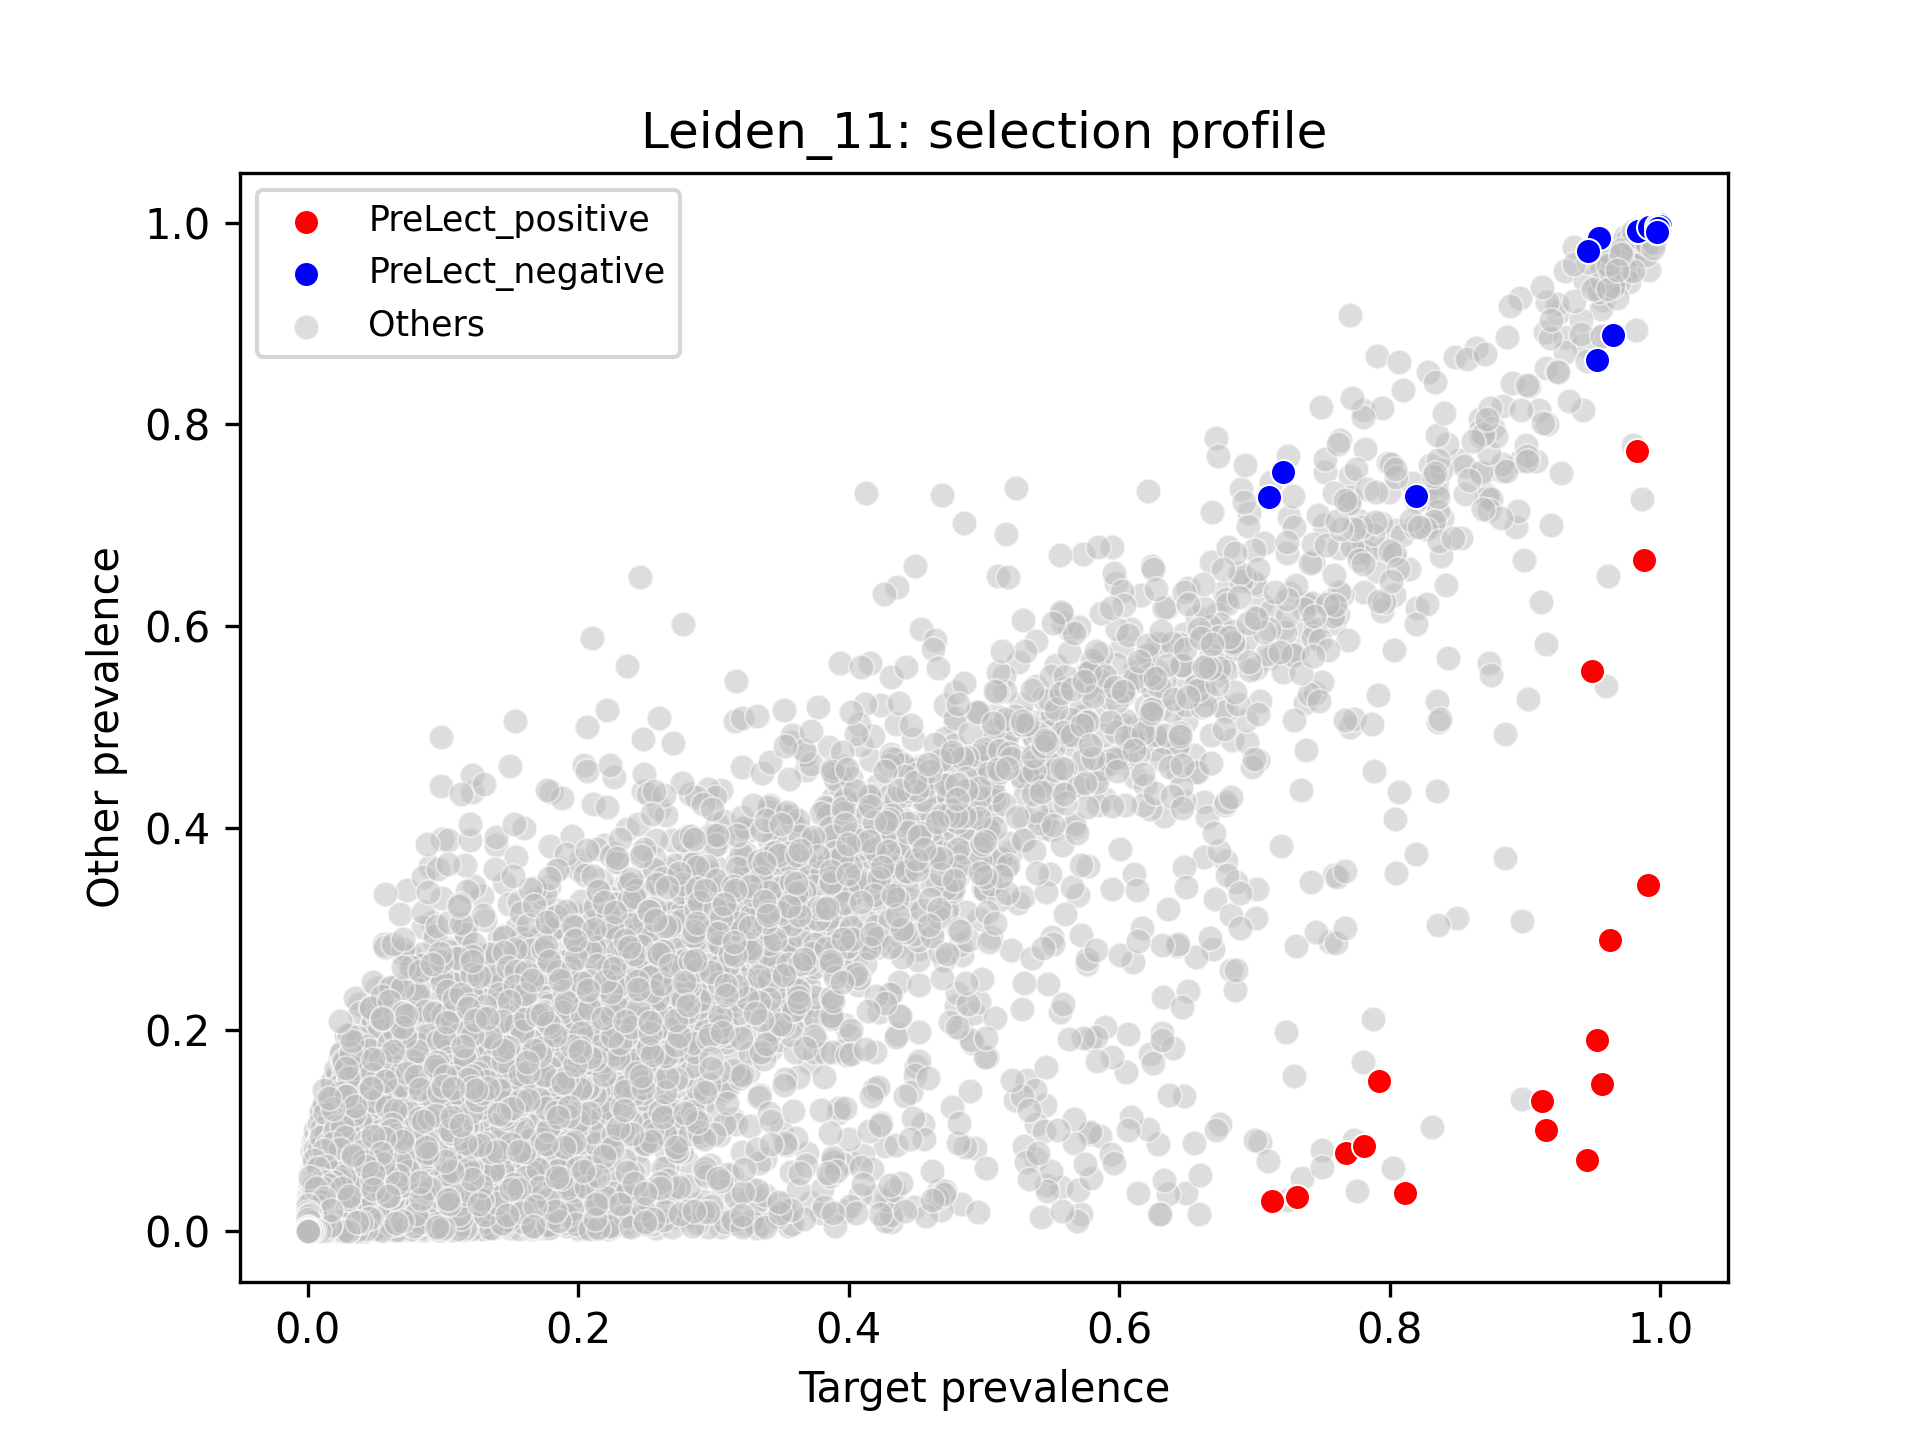 Leiden_11: selection profile
PreLect_positive
PreLect_negative
Others
1.0
0.8
0.6
0.4
0.2
0.0
Other prevalence
0.0 0.2 0.4 0.6 0.8 1.0
Target prevalence